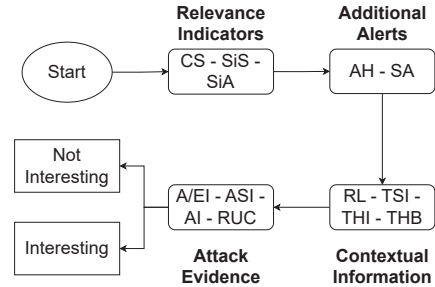 Relevance
Indicators
Additional
Alerts
Start
CS - SiS -
SiA
AH - SA
Not
Interesting
Interesting
A/EI - ASI -
AI - RUC
RL - TSI -
THI - THB
Attack
Evidence
Contextual
Information